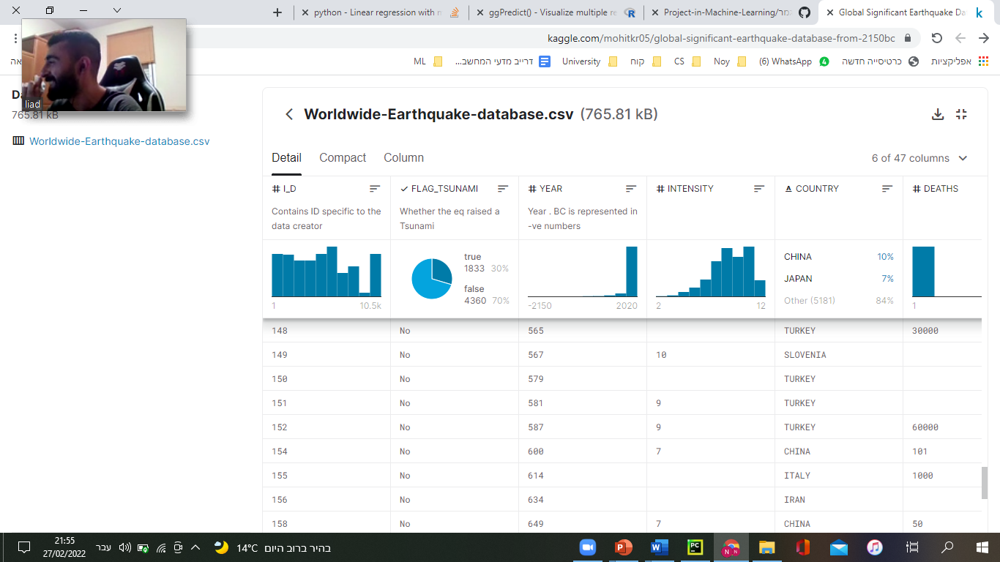 python - Linear regression with m
ggPredict() - Visualize multiple re
Project-in-Machine-Learning/גמר
Global Significant Earthquake Da
kaggle.com/mohitkr05/global-significant-earthquake-database-from-2150bc
ML
דרייב מדעי המחשב...
University
קוח
CS
Noy
(6) WhatsApp
4
כרטיסייה חדשה
אפליקציות
liad
765.81 kB
Worldwide-Earthquake-database.csv
Worldwide-Earthquake-database.csv (765.81 kB)
Detail Compact Column
6 of 47 columns
# I_D FLAG_TSUNAMI # YEAR # INTENSITY A COUNTRY # DEATHS
Contains ID specific to the data creator
Whether the eq raised a Tsunami
Year . BC is represented in -ve numbers
1 10.5k
true
1833 30%
false
4360 70%
-2150 2020
2 12
CHINA 10%
JAPAN 7%
Other (5181) 84%
1
148 No 565 TURKEY 30000
149 No 567 10 SLOVENIA
150 No 579 TURKEY
151 No 581 9 TURKEY
152 No 587 9 TURKEY 60000
154 No 600 7 CHINA 101
155 No 614 ITALY 1000
156 No 634 IRAN
158 No 649 7 CHINA 50
21:55
27/02/2022
עבר
14°C בהיר ברוב היום